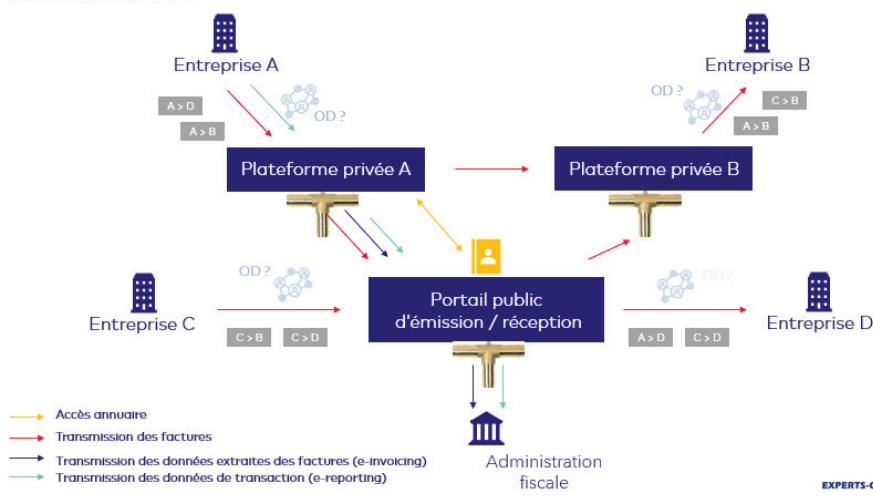 Entreprise A
Entreprise B
OD ?
OD ?
A > D
A > B
C > B
A > B
Plateforme privée A
Plateforme privée B
OD ?
OD ?
Entreprise C
Portail public
d'émission / réception
Entreprise D
C > B
C > D
A > D
C > D
Accès annuaire
Transmission des factures
Transmission des données extraites des factures (e-invoicing)
Transmission des données de transaction (e-reporting)
Administration
fiscale